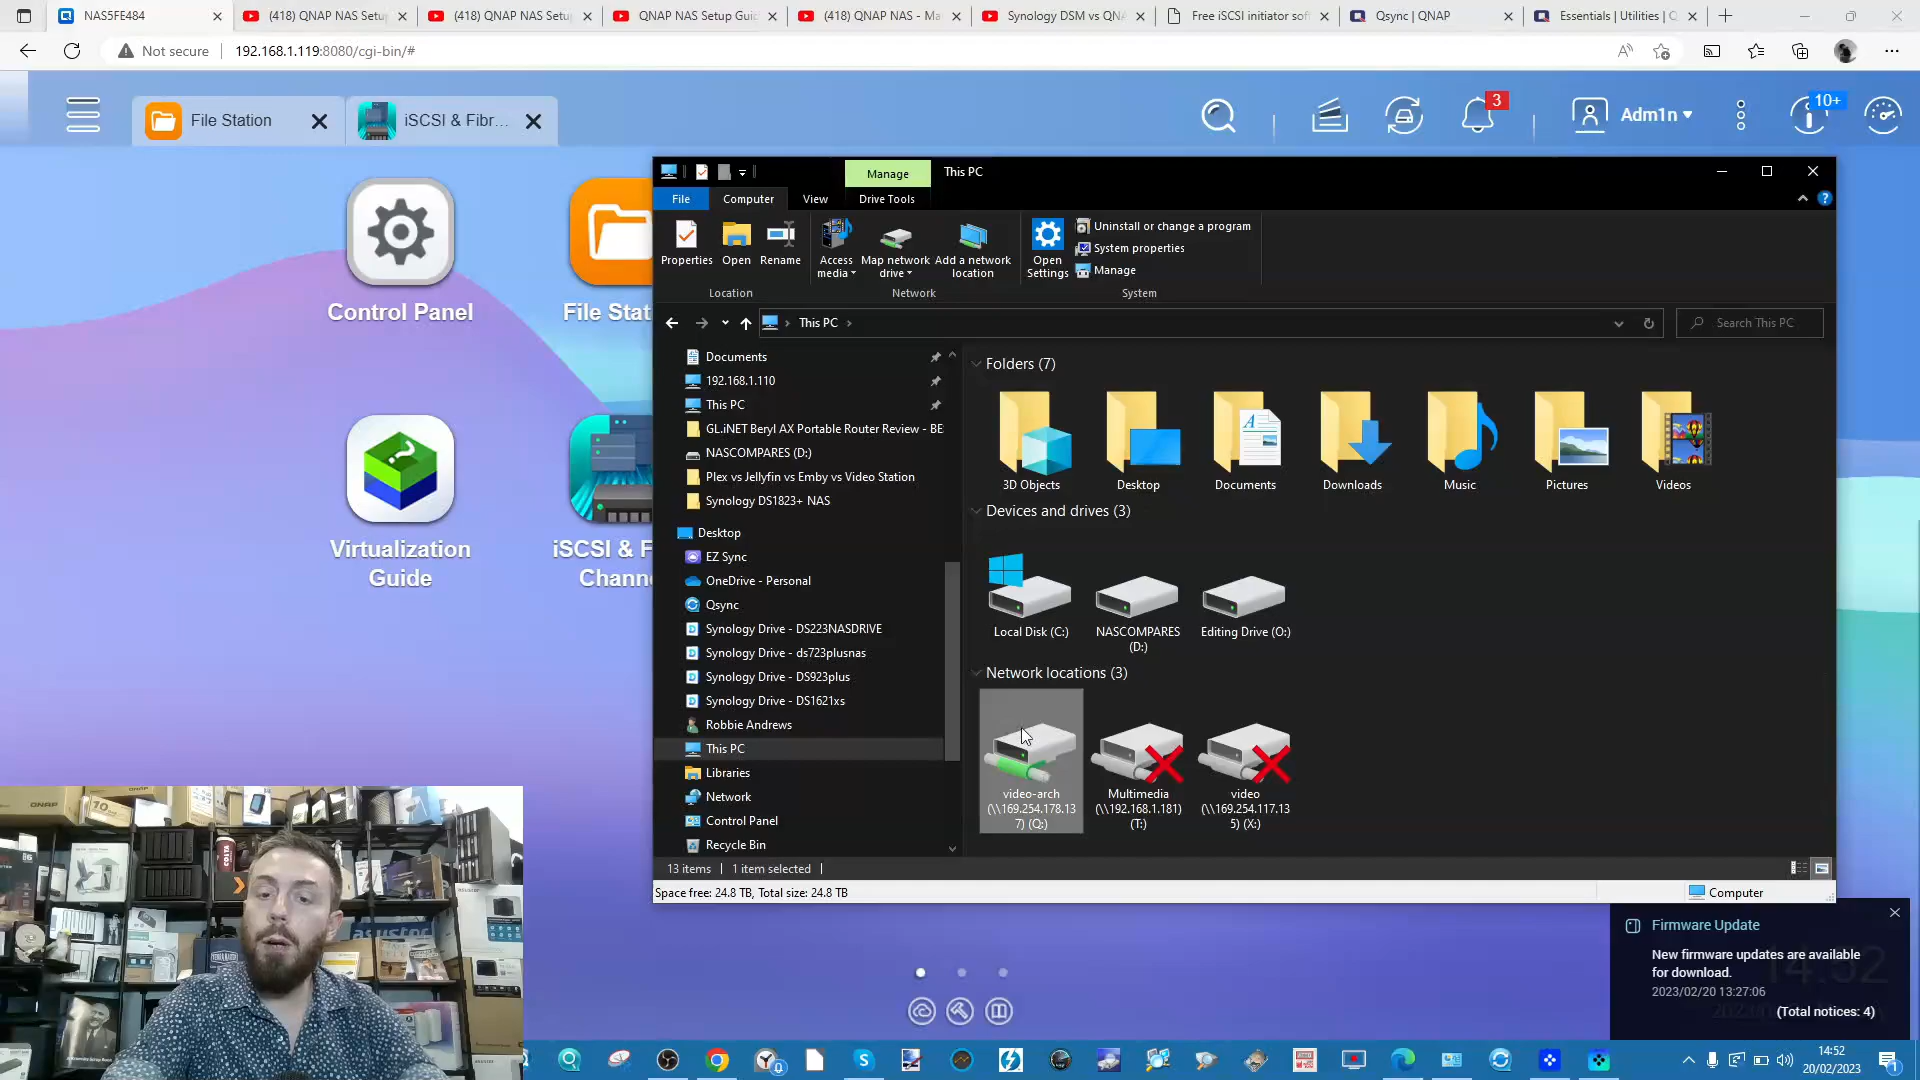 NAS5FE484
(418) QNAP NAS Setu
(418) QNAP NAS Setup
QNAP NAS Setup Guid
(418) QNAP NAS - Ma
Synology DSM vs QNA
Free iSCSI initiator sof
Qsync | QNAP
Essentials | Utilities | Q
Not secure
192.168.1.119:8080/cgi-bin/#
File Station
iSCSI & Fibr...
3
Adm1n
10+
Control Panel
File Stat
Virtualization
Guide
iSCSI & F
Channe
Manage
This PC
File
Computer
View
Drive Tools
Properties
Open
Rename
Access
media
Map network
drive
Add a network
location
Open
Settings
Uninstall or change a program
System properties
Manage
Location
Network
System
This PC
Search This PC
Documents
192.168.1.110
This PC
GL.iNET Beryl AX Portable Router Review - BE
NASCOMPARES (D:)
Plex vs Jellyfin vs Emby vs Video Station
Synology DS1823+ NAS
Desktop
EZ Sync
OneDrive - Personal
Qsync
Synology Drive - DS223NASDRIVE
Synology Drive - ds723plusnas
Synology Drive - DS923plus
Synology Drive - DS1621xs
Robbie Andrews
This PC
Libraries
Network
Control Panel
Recycle Bin
Folders (7)
3D Objects
Desktop
Documents
Downloads
Music
Pictures
Videos
Devices and drives (3)
Local Disk (C:)
NASCOMPARES
(D:)
Editing Drive (O:)
Network locations (3)
video-arch
(\\169.254.178.13
7) (Q:)
Multimedia
(\\192.168.1.181)
(T:)
video
(\\169.254.117.13
5) (X:)
13 items
1 item selected
Space free: 24.8 TB, Total size: 24.8 TB
Computer
Firmware Update
New firmware updates are available
for download.
2023/02/20 13:27:06
(Total notices: 4)
14:52
14:52
20/02/2023
asustor
COSTA